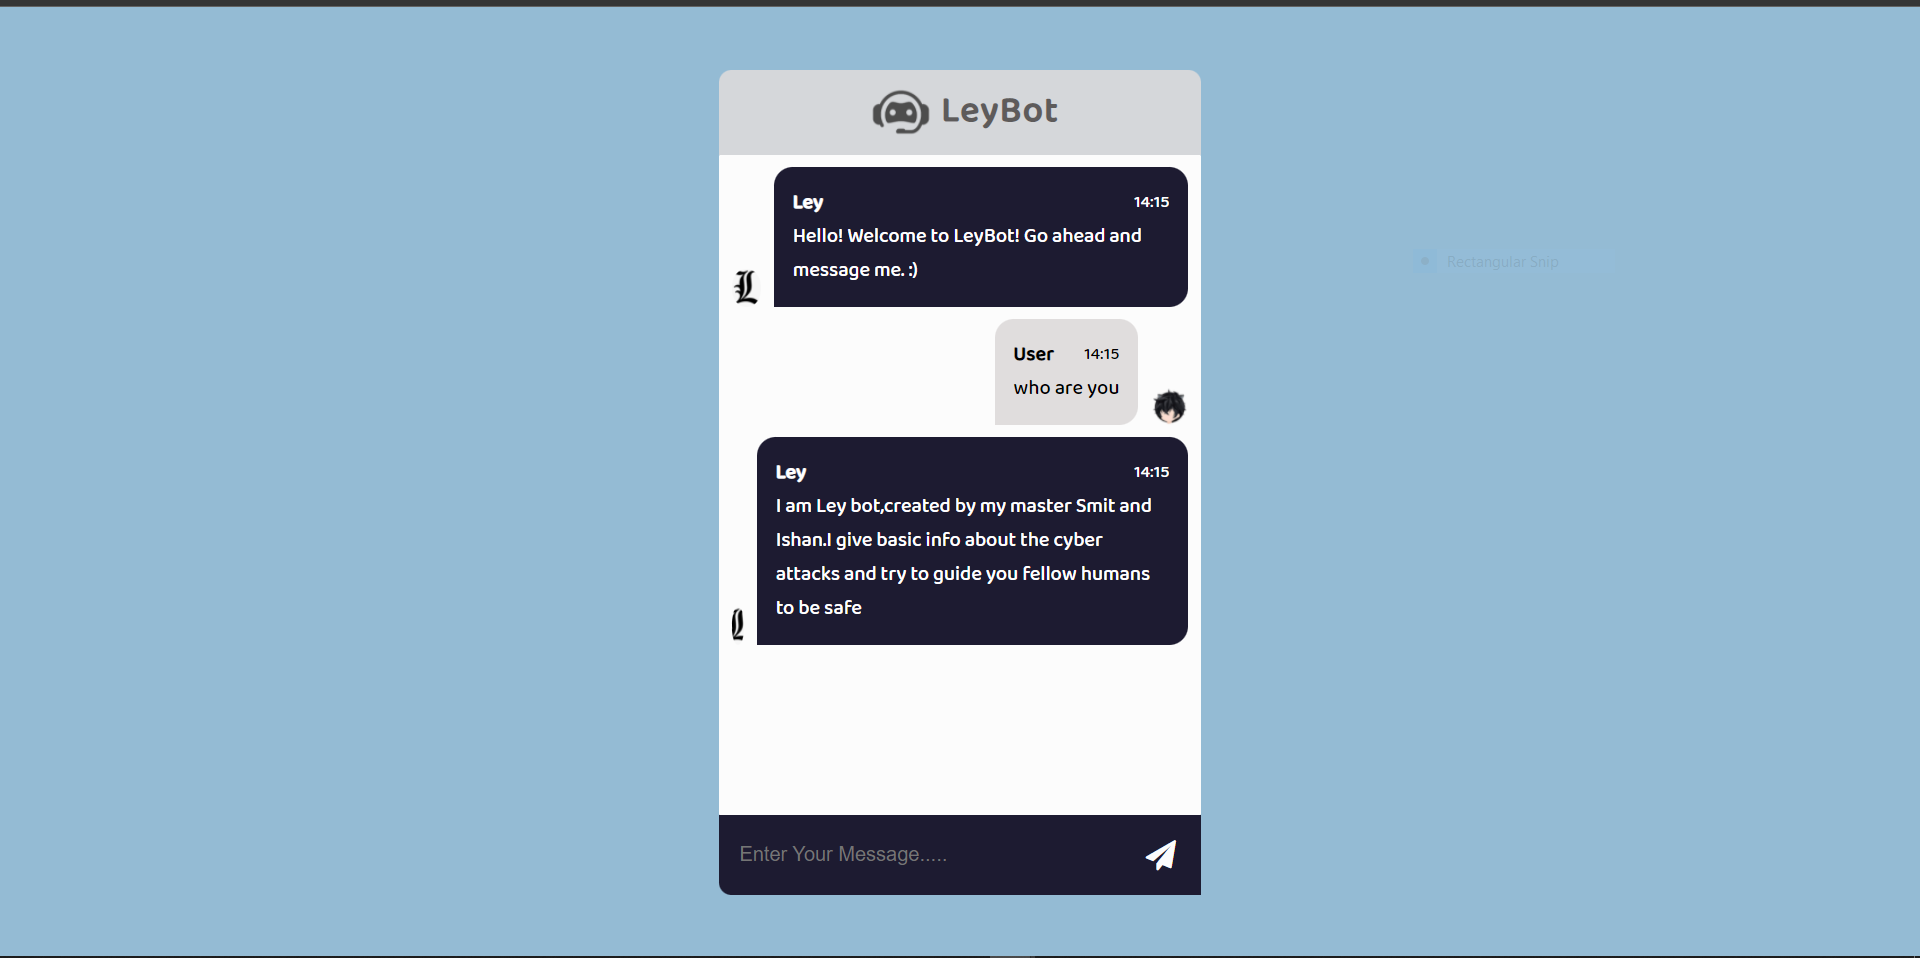 LeyBot
Ley 14:15
Hello! Welcome to LeyBot! Go ahead and
message me. :)
L
Rectangular Snip
User 14:15
who are you
Ley 14:15
I am Ley bot,created by my master Smit and
Ishan.I give basic info about the cyber
attacks and try to guide you fellow humans
to be safe
L
Enter Your Message.....